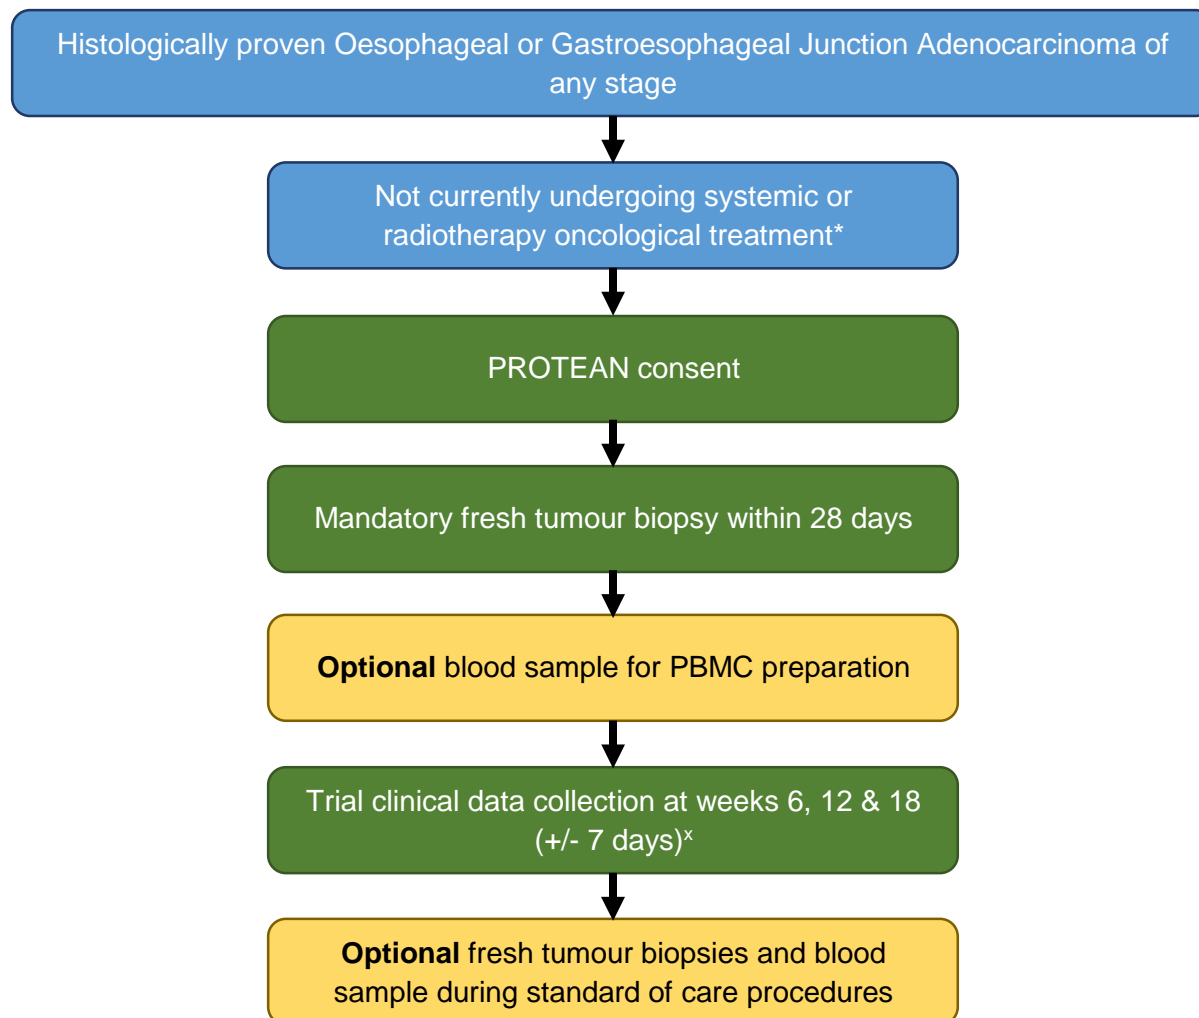 Histologically proven Oesophageal or Gastroesophageal Junction Adenocarcinoma of
any stage
Not currently undergoing systemic or
radiotherapy oncological treatment*
PROTEAN consent
Mandatory fresh tumour biopsy within 28 days
Optional blood sample for PBMC preparation
Trial clinical data collection at weeks 6, 12 & 18
(+/- 7 days)ˣ
Optional fresh tumour biopsies and blood
sample during standard of care procedures